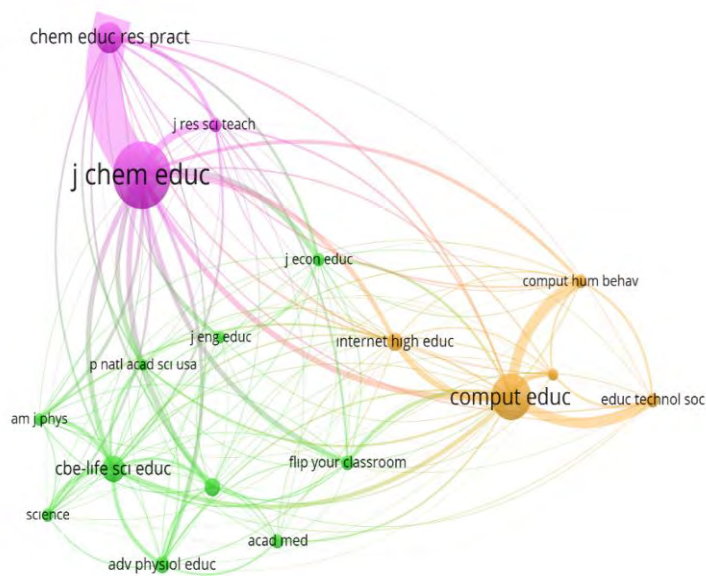 chem educ res pract
j res sci teach
j chem educ
j econ educ
comput hum behav
j eng educ
internet high educ
p natl acad sci usa
comput educ
educ technol soc
am j phys
cbe-life sci educ
flip your classroom
science
acad med
adv physiol educ